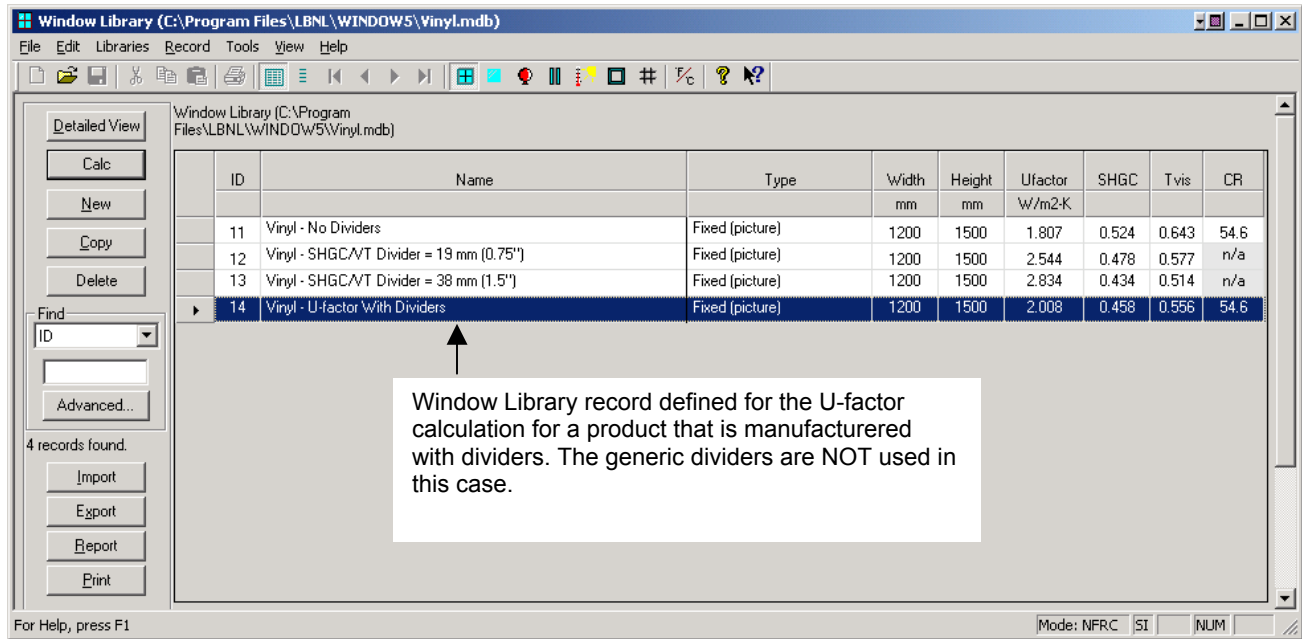 Window Library (C:\Program Files\LBNL\WINDOW5\Vinyl.mdb)
File Edit Libraries Record Tools View Help
Window Library (C:\Program
Files\LBNL\WINDOW5\Vinyl.mdb)
Detailed View
Calc
New
Copy
Delete
Find
ID
Advanced...
4 records found.
Import
Export
Report
Print
ID Name Type Width Height Ufactor SHGC Tvis CR
mm mm W/m2-K
11 Vinyl - No Dividers Fixed (picture) 1200 1500 1.807 0.524 0.643 54.6
12 Vinyl - SHGC/VT Divider = 19 mm (0.75") Fixed (picture) 1200 1500 2.544 0.478 0.577 n/a
13 Vinyl - SHGC/VT Divider = 38 mm (1.5") Fixed (picture) 1200 1500 2.834 0.434 0.514 n/a
14 Vinyl - U-factor With Dividers Fixed (picture) 1200 1500 2.008 0.458 0.556 54.6
Window Library record defined for the U-factor
calculation for a product that is manufacturered
with dividers. The generic dividers are NOT used in
this case.
For Help, press F1
Mode: NFRC SI NUM